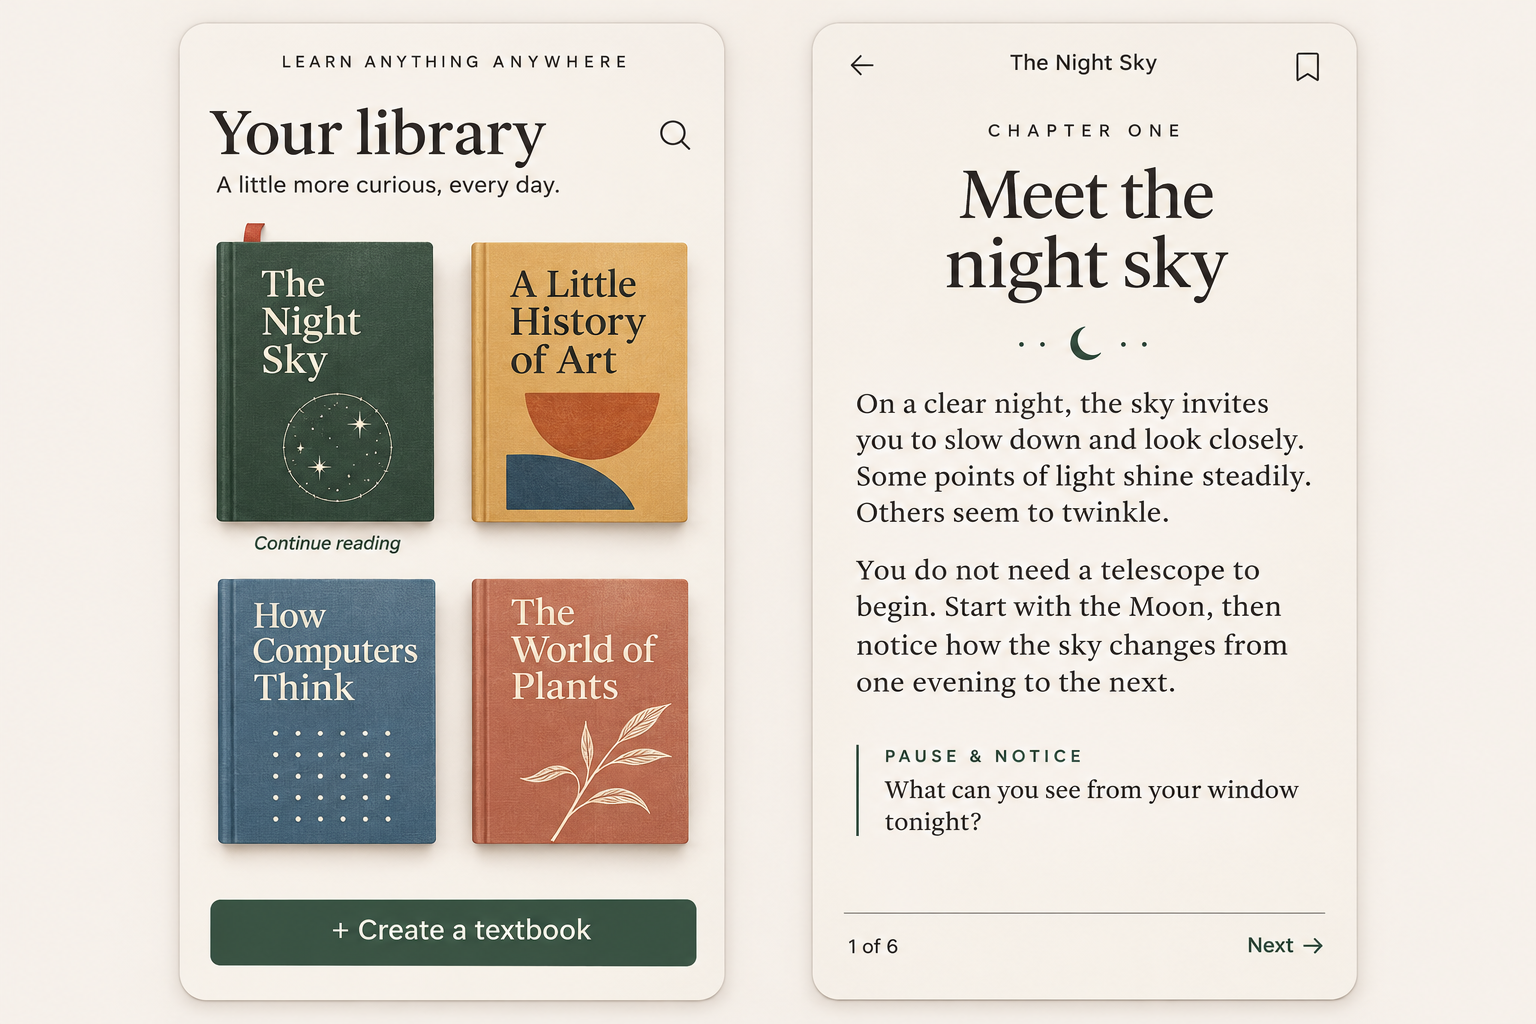 LEARN ANYTHING ANYWHERE
Your library
A little more curious, every day.
The
Night
Sky
A Little
History
of Art
Continue reading
How
Computers
Think
The
World of
Plants
+ Create a textbook
The Night Sky
CHAPTER ONE
Meet the
night sky
On a clear night, the sky invites
you to slow down and look closely.
Some points of light shine steadily.
Others seem to twinkle.
You do not need a telescope to
begin. Start with the Moon, then
notice how the sky changes from
one evening to the next.
PAUSE & NOTICE
What can you see from your window
tonight?
1 of 6
Next →